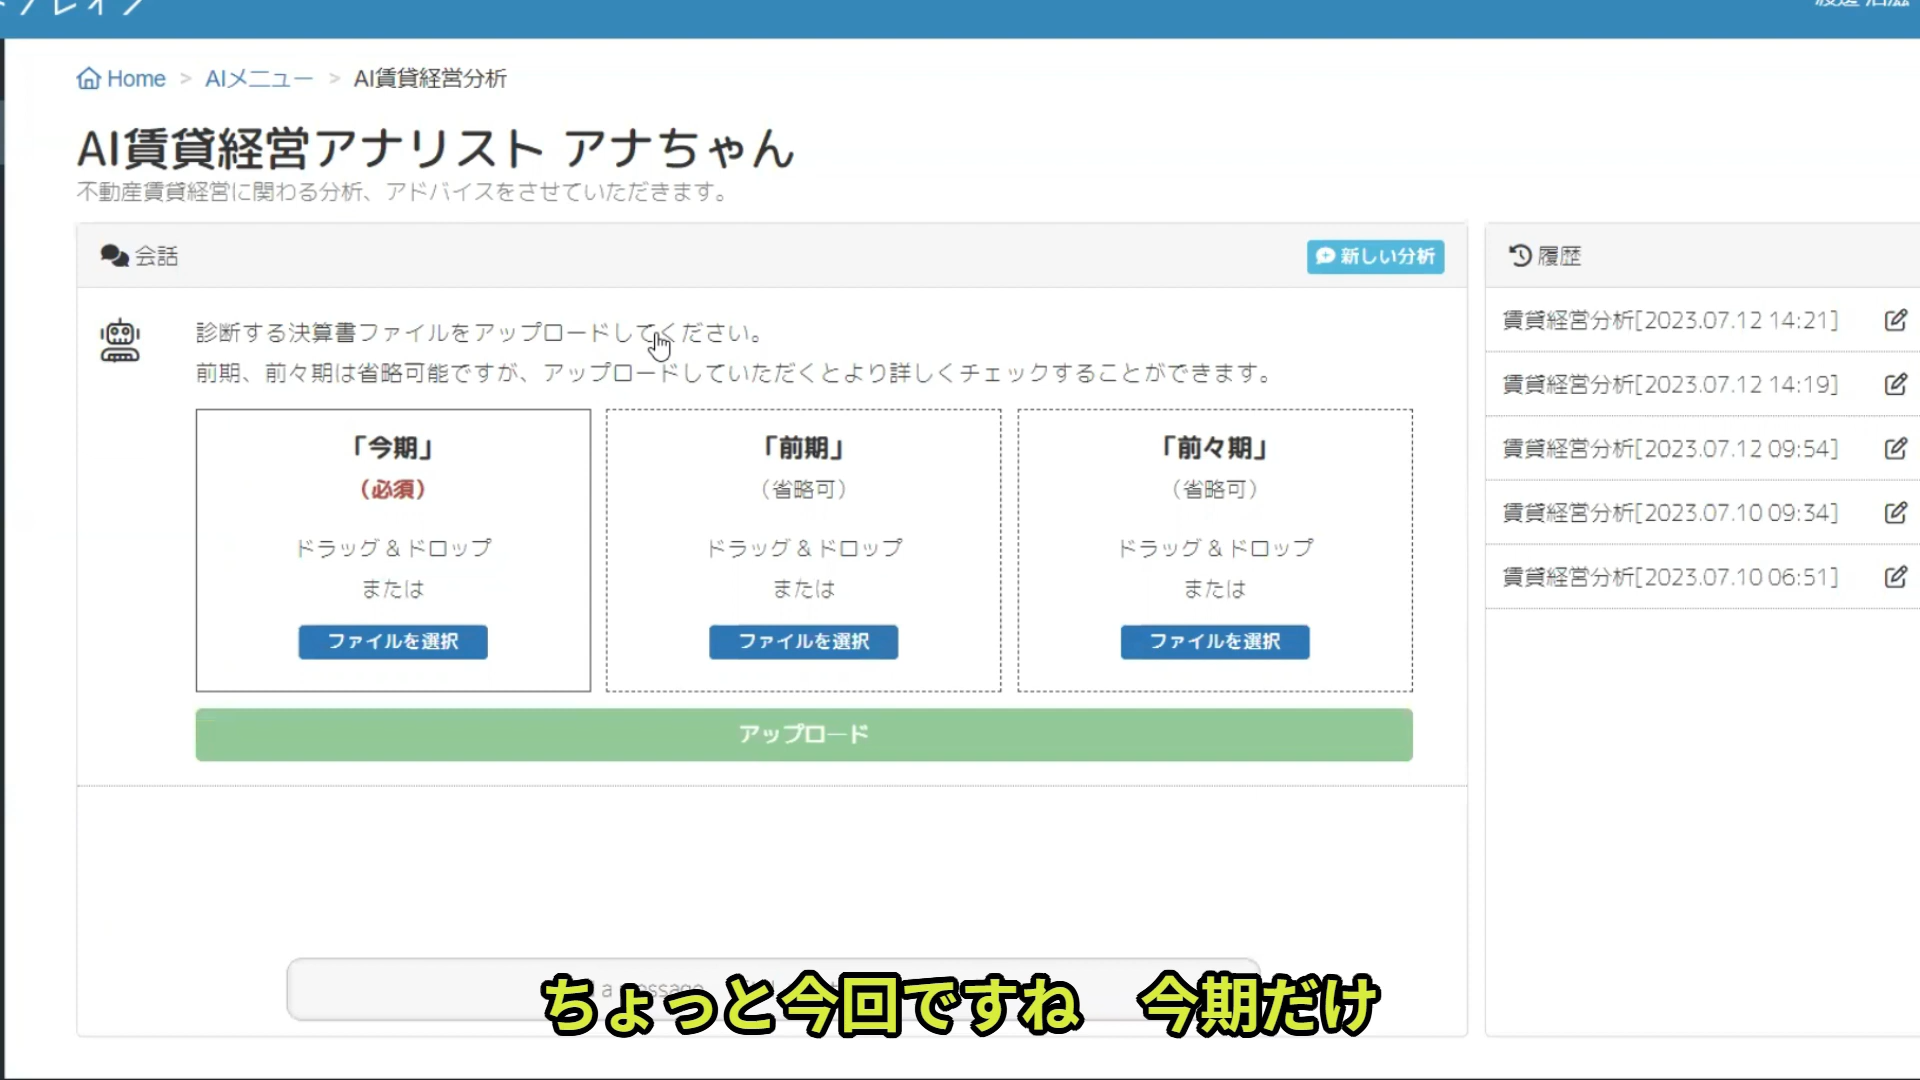 Home > AIメニュー > AI賃貸経営分析
AI賃貸経営アナリスト アナちゃん
不動産賃貸経営に関わる分析、アドバイスをさせていただきます。
会話
新しい分析
診断する決算書ファイルをアップロードしてください。
前期、前々期は省略可能ですが、アップロードしていただくとより詳しくチェックすることができます。
「今期」
（必須）
ドラッグ＆ドロップ
または
ファイルを選択
「前期」
（省略可）
ドラッグ＆ドロップ
または
ファイルを選択
「前々期」
（省略可）
ドラッグ＆ドロップ
または
ファイルを選択
アップロード
履歴
賃貸経営分析[2023.07.12 14:21]
賃貸経営分析[2023.07.12 14:19]
賃貸経営分析[2023.07.12 09:54]
賃貸経営分析[2023.07.10 09:34]
賃貸経営分析[2023.07.10 06:51]
ちょっと今回ですね　今期だけ